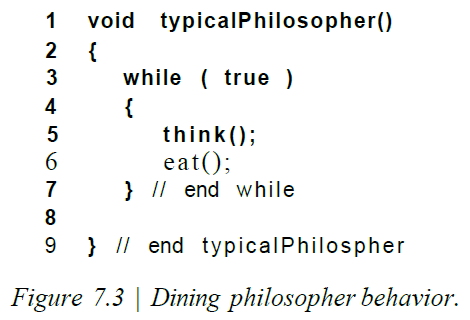 1 void typicalPhilosopher()
2 {
3 while ( true )
4 {
5 think();
6 eat();
7 } // end while
8
9 } // end typicalPhilospher
Figure 7.3 | Dining philosopher behavior.